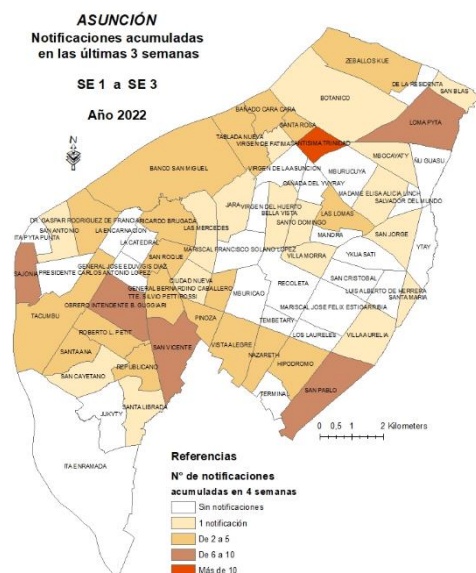 ASUNCIÓN
Notificaciones acumuladas
en las últimas 3 semanas
SE 1 a SE 3
Año 2022
ZEBALLOS KUE
DE LA RESIDENTA
SAN BLAS
BOTANICO
LOMA PYTA
BAÑADO CARA CARA
SANTA ROSA
TABLADA NUEVA
VIRGEN DE FATIMA
SANTISIMA TRINIDAD
MBOCAYATY
ÑU GUASU
BANCO SAN MIGUEL
VIRGEN DE LA ASUNCION
MBURUCUYA
CAÑADA DEL YVYRAY
MADAME ELISA ALICIA LINCH
SALVADOR DEL MUNDO
JARA
VIRGEN DEL HUERTO
BELLA VISTA
LAS LOMAS
DR. GASPAR RODRIGUEZ DE FRANCIA
RICARDO BRUGADA
LAS MERCEDES
SANTO DOMINGO
SAN ANTONIO
LA ENCARNACION
MANORA
SAN JORGE
ITA PYTA PUNTA
LA CATEDRAL
MARISCAL FRANCISCO SOLANO LOPEZ
VILLA MORRA
YTAY
SAN ROQUE
YKUA SATI
GENERAL JOSE EDUVIGIS DIAZ
SAJONIA
PRESIDENTE CARLOS ANTONIO LOPEZ
CIUDAD NUEVA
GENERAL BERNARDINO CABALLERO
RECOLETA
SAN CRISTOBAL
LUIS ALBERTO DE HERRERA
SANTA MARIA
OBRERO INTENDENTE B. GUGGIARI
TTE. SILVIO PETTIROSSI
MBURICAO
MARISCAL JOSE FELIX ESTIGARRIBIA
TACUMBU
PINOZA
TEMBETARY
ROBERTO L. PETIT
LOS LAURELES
VILLA AURELIA
SAN VICENTE
VISTA ALEGRE
NAZARETH
HIPODROMO
SANTA ANA
REPUBLICANO
SAN CAYETANO
TERMINAL
SAN PABLO
SANTA LIBRADA
JUKYTY
ITA ENRAMADA
0 0,5 1 2 Kilometers
Referencias
N° de notificaciones
acumuladas en 4 semanas
Sin notificaciones
1 notificación
De 2 a 5
De 6 a 10
Más de 10